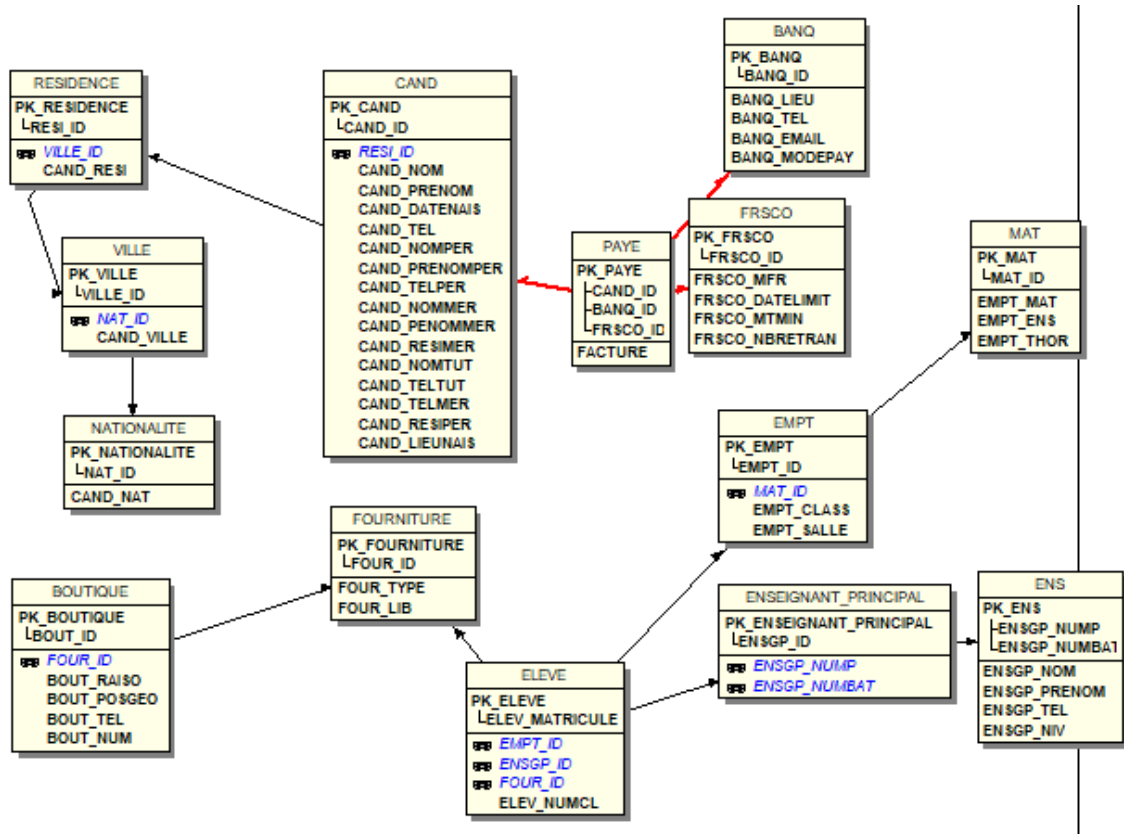 BANQ
PK_BANQ
BANQ_ID
BANQ_LIEU
BANQ_TEL
BANQ_EMAIL
BANQ_MODEPAY
RESIDENCE
PK_RESIDENCE
RESI_ID
VILLE_ID
CAND_RESI
CAND
PK_CAND
CAND_ID
RESI_ID
CAND_NOM
CAND_PRENOM
CAND_DATENAIS
CAND_TEL
CAND_NOMPER
CAND_PRENOMPER
CAND_TELPER
CAND_NOMMER
CAND_PENOMMER
CAND_RESIMER
CAND_NOMTUT
CAND_TELTUT
CAND_TELMER
CAND_RESIPER
CAND_LIEUNAIS
FRSCO
PK_FRSCO
FRSCO_ID
FRSCO_MFR
FRSCO_DATELIMIT
FRSCO_MTMIN
FRSCO_NBRETRAN
PAYE
PK_PAYE
CAND_ID
BANQ_ID
FRSCO_ID
FACTURE
MAT
PK_MAT
MAT_ID
EMPT_MAT
EMPT_ENS
EMPT_THOR
VILLE
PK_VILLE
VILLE_ID
NAT_ID
CAND_VILLE
NATIONALITE
PK_NATIONALITE
NAT_ID
CAND_NAT
EMPT
PK_EMPT
EMPT_ID
MAT_ID
EMPT_CLASS
EMPT_SALLE
FOURNITURE
PK_FOURNITURE
FOUR_ID
FOUR_TYPE
FOUR_LIB
BOUTIQUE
PK_BOUTIQUE
BOUT_ID
FOUR_ID
BOUT_RAISO
BOUT_POSGEO
BOUT_TEL
BOUT_NUM
ENSEIGNANT_PRINCIPAL
PK_ENSEIGNANT_PRINCIPAL
ENSGP_ID
ENSGP_NUMP
ENSGP_NUMBAT
ENS
PK_ENS
ENSGP_NUMP
ENSGP_NUMBAT
ENSGP_NOM
ENSGP_PRENOM
ENSGP_TEL
ENSGP_NIV
ELEVE
PK_ELEVE
ELEV_MATRICULE
EMPT_ID
ENSGP_ID
FOUR_ID
ELEV_NUMCL